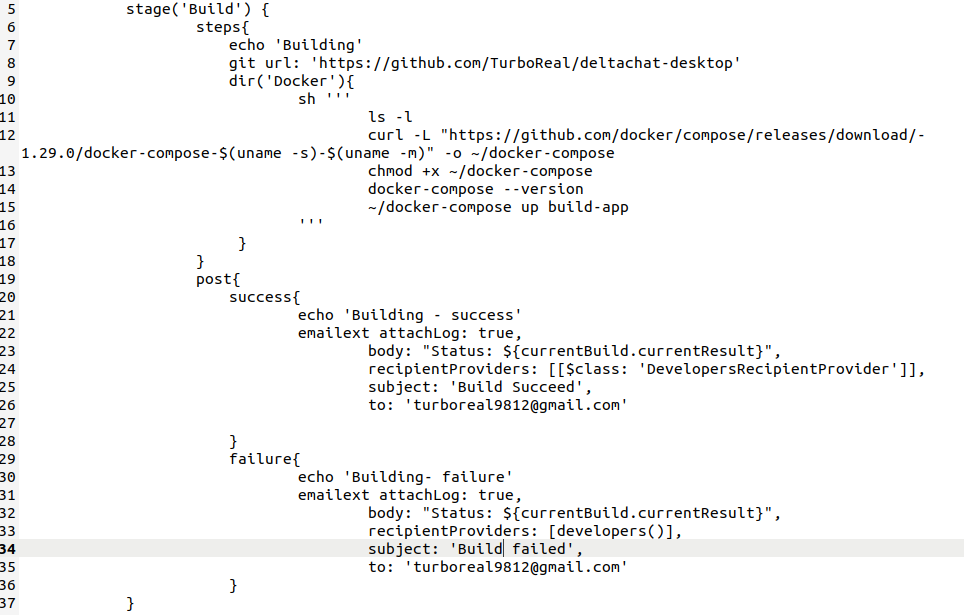 5 stage('Build') {
6 steps{
7 echo 'Building'
8 git url: 'https://github.com/TurboReal/deltachat-desktop'
9 dir('Docker'){
10 sh '''
11 ls -l
12 curl -L "https://github.com/docker/compose/releases/download/-
1.29.0/docker-compose-$(uname -s)-$(uname -m)" -o ~/docker-compose
13 chmod +x ~/docker-compose
14 docker-compose --version
15 ~/docker-compose up build-app
16 '''
17 }
18 }
19 post{
20 success{
21 echo 'Building - success'
22 emailext attachLog: true,
23 body: "Status: ${currentBuild.currentResult}",
24 recipientProviders: [[$class: 'DevelopersRecipientProvider']],
25 subject: 'Build Succeed',
26 to: 'turboreal9812@gmail.com'
27
28 }
29 failure{
30 echo 'Building- failure'
31 emailext attachLog: true,
32 body: "Status: ${currentBuild.currentResult}",
33 recipientProviders: [developers()],
34 subject: 'Build failed',
35 to: 'turboreal9812@gmail.com'
36 }
37 }